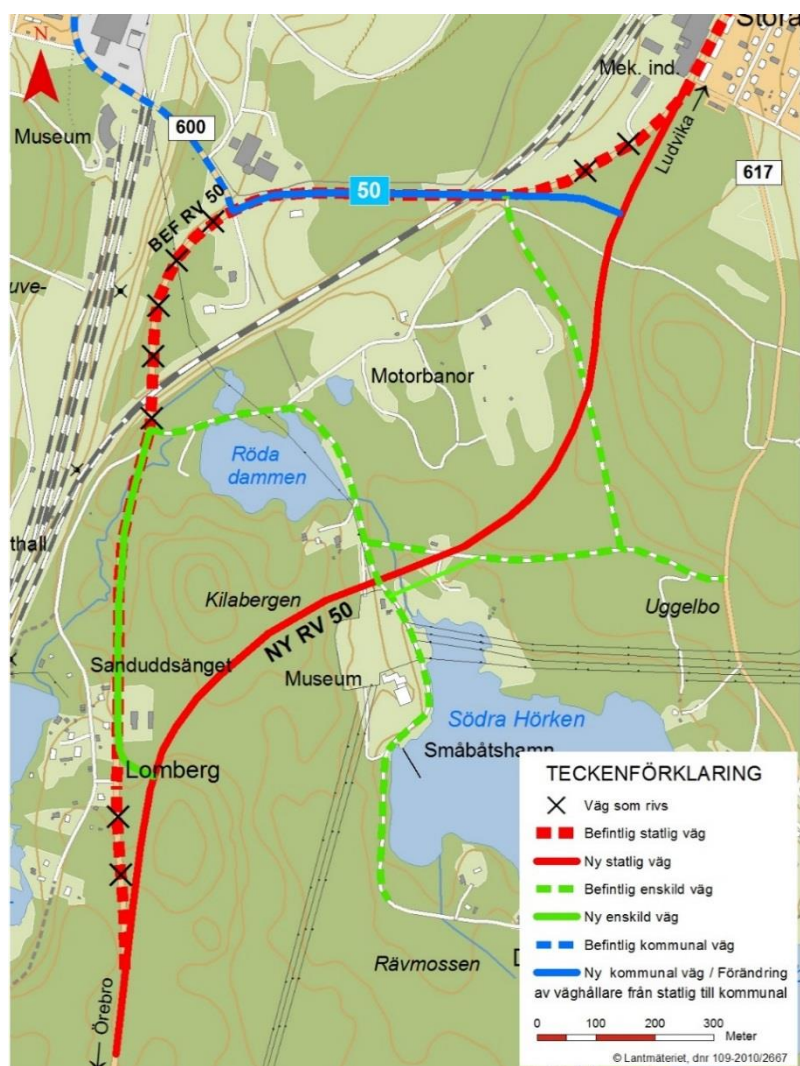 N
Stora
Mek. ind.
Museum
600
Ludvika
617
50
BEF RV 50
uve-
Motorbanor
Röda
dammen
thall
Kilabergen
NY RV 50
Uggelbo
Sanduddsänget
Museum
Södra Hörken
Småbåtshamn
Lomberg
TECKENFÖRKLARING
Väg som rivs
Befintlig statlig väg
Ny statlig väg
Befintlig enskild väg
Ny enskild väg
Befintlig kommunal väg
Ny kommunal väg / Förändring
av väghållare från statlig till kommunal
Rävmossen
D
Örebro
0 100 200 300
Meter
© Lantmäteriet, dnr 109-2010/2667